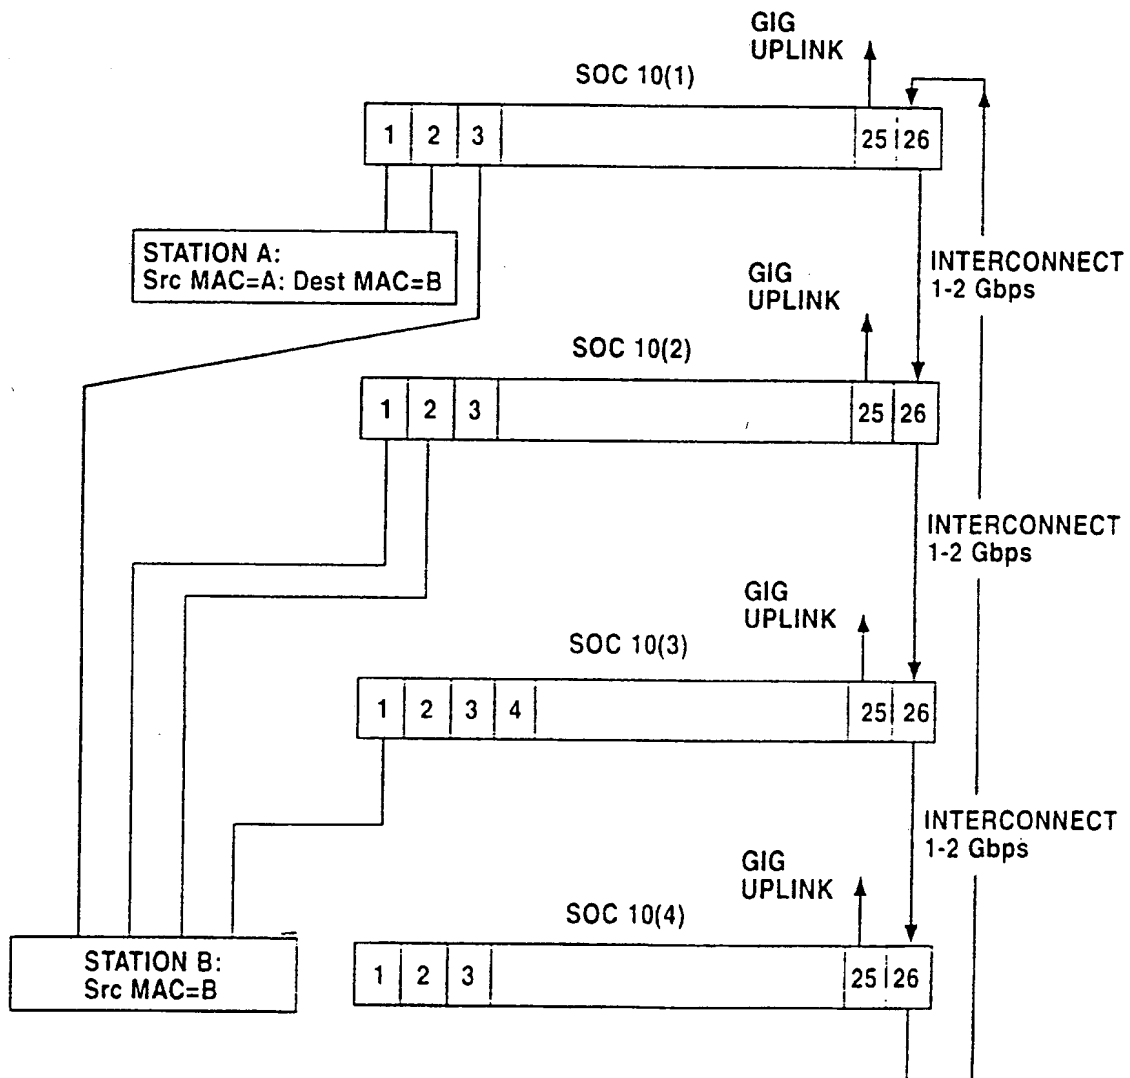 GIG
UPLINK
SOC 10(1)
1 2 3 25 26
STATION A:
Src MAC=A: Dest MAC=B
INTERCONNECT
1-2 Gbps
GIG
UPLINK
SOC 10(2)
1 2 3 25 26
INTERCONNECT
1-2 Gbps
GIG
UPLINK
SOC 10(3)
1 2 3 4 25 26
INTERCONNECT
1-2 Gbps
GIG
UPLINK
SOC 10(4)
1 2 3 25 26
STATION B:
Src MAC=B